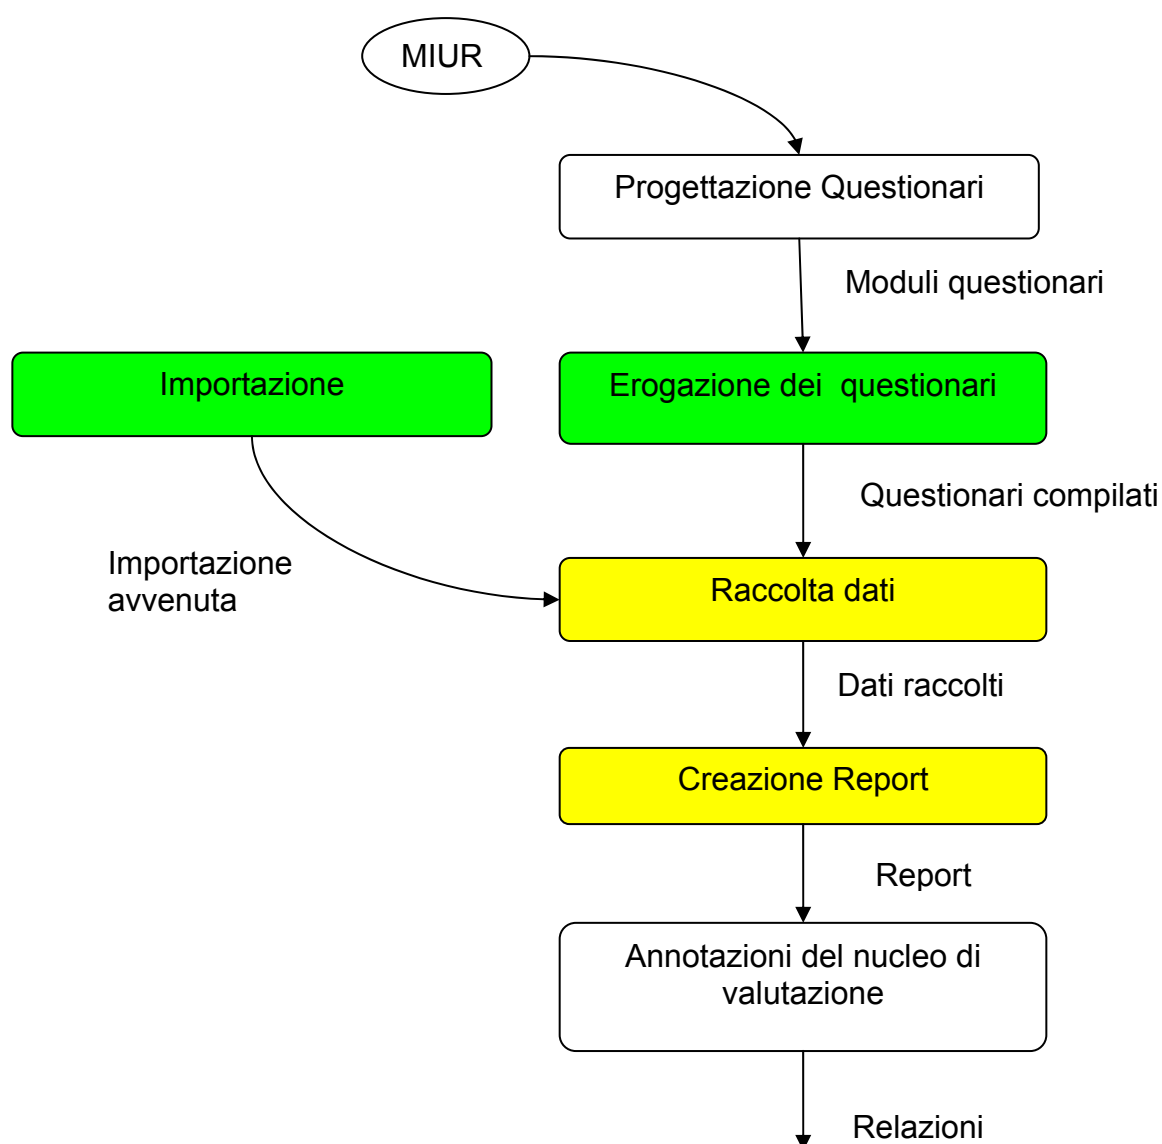 MIUR
Progettazione Questionari
Moduli questionari
Importazione
Erogazione dei  questionari
Questionari compilati
Importazione
avvenuta
Raccolta dati
Dati raccolti
Creazione Report
Report
Annotazioni del nucleo di
valutazione
Relazioni